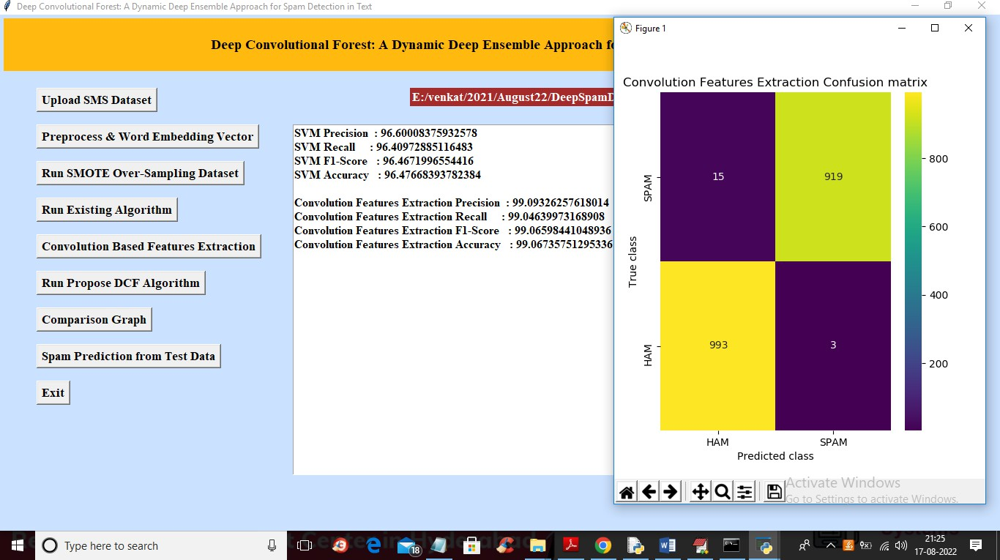 Deep Convolutional Forest: A Dynamic Deep Ensemble Approach for Spam Detection in Text
Deep Convolutional Forest: A Dynamic Deep Ensemble Approach fo
Upload SMS Dataset
E:/venkat/2021/August22/DeepSpamD
Preprocess & Word Embedding Vector
Run SMOTE Over-Sampling Dataset
Run Existing Algorithm
Convolution Based Features Extraction
Run Propose DCF Algorithm
Comparison Graph
Spam Prediction from Test Data
Exit
SVM Precision : 96.60008375932578
SVM Recall : 96.40972885116483
SVM F1-Score : 96.4671996554416
SVM Accuracy : 96.47668393782384
Convolution Features Extraction Precision : 99.09326257618014
Convolution Features Extraction Recall : 99.04639973168908
Convolution Features Extraction F1-Score : 99.06598441048936
Convolution Features Extraction Accuracy : 99.06735751295336
Figure 1
Convolution Features Extraction Confusion matrix
True class
SPAM
15
919
HAM
993
3
HAM
SPAM
Predicted class
800
600
400
200
Activate Windows
Go to Settings to activate Windows.
Type here to search
18
21:25
17-08-2022